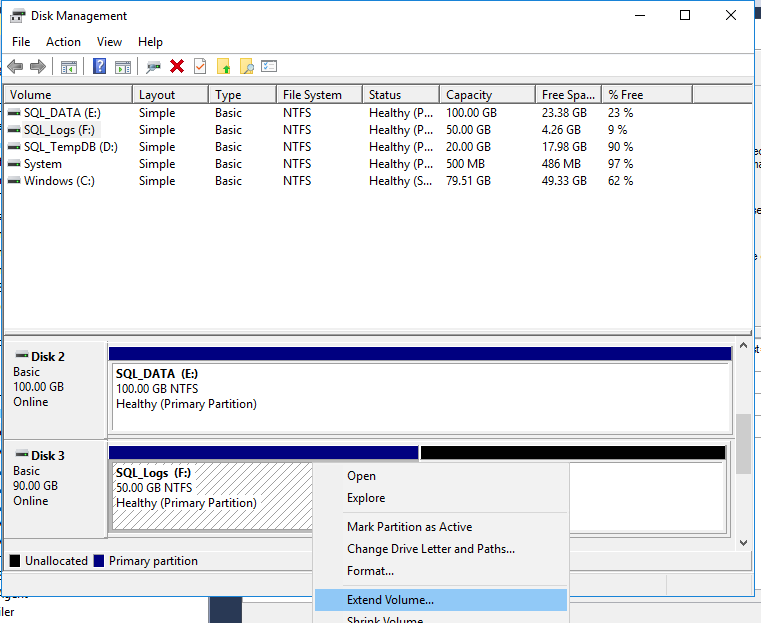 Disk Management
File Action View Help
Volume Layout Type File System Status Capacity Free Spa... % Free
SQL_DATA (E:) Simple Basic NTFS Healthy (P... 100.00 GB 23.38 GB 23 %
SQL_Logs (F:) Simple Basic NTFS Healthy (P... 50.00 GB 4.26 GB 9 %
SQL_TempDB (D:) Simple Basic NTFS Healthy (P... 20.00 GB 17.98 GB 90 %
System Simple Basic NTFS Healthy (P... 500 MB 486 MB 97 %
Windows (C:) Simple Basic NTFS Healthy (S... 79.51 GB 49.33 GB 62 %
Disk 2
Basic
100.00 GB
Online
SQL_DATA (E:)
100.00 GB NTFS
Healthy (Primary Partition)
Disk 3
Basic
90.00 GB
Online
SQL_Logs (F:)
50.00 GB NTFS
Healthy (Primary Partition)
Open
Explore
Mark Partition as Active
Change Drive Letter and Paths...
Format...
Extend Volume...
Shrink Volume
Unallocated Primary partition